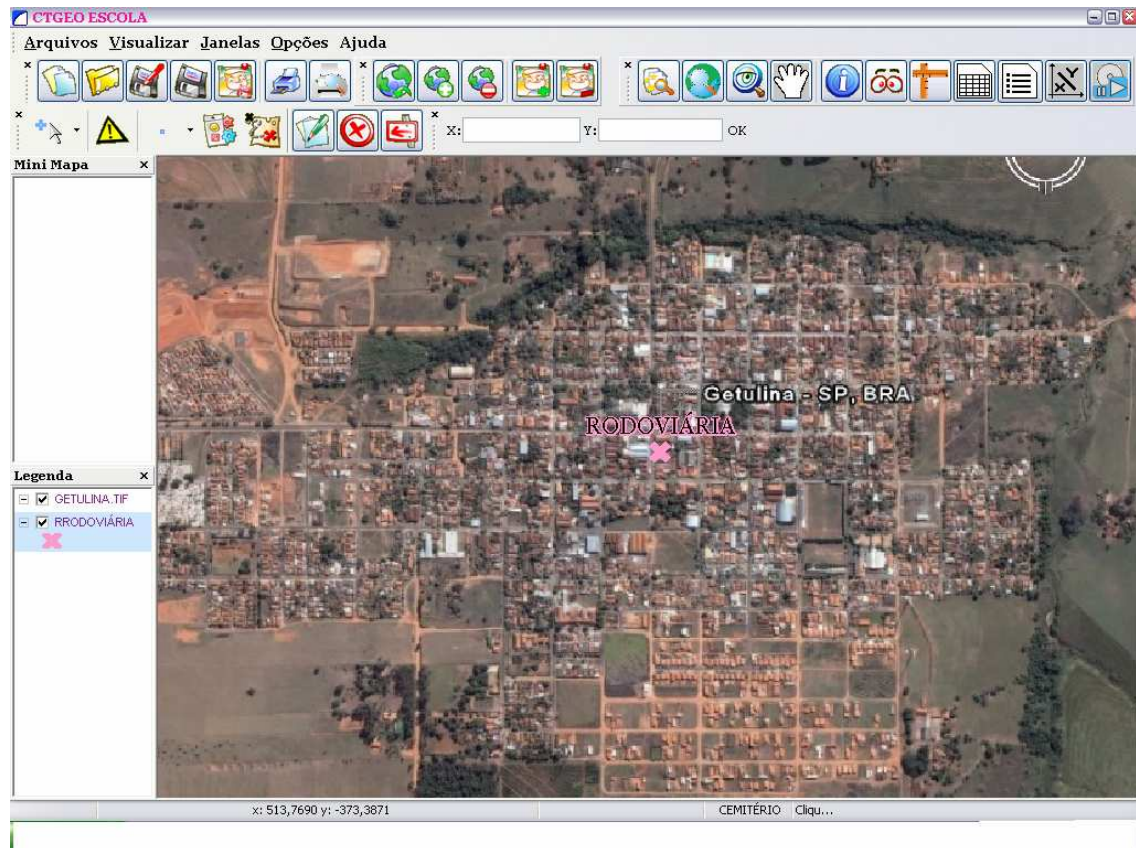 CTGEO ESCOLA
Arquivos Visualizar Janelas Opções Ajuda
X: Y: OK
Mini Mapa
Getulina - SP, BRA
RODOVIÁRIA
Legenda
GETULINA.TIF
RRODOVIÁRIA
x: 513,7690 y: -373,3871 CEMITÉRIO Cliqu...